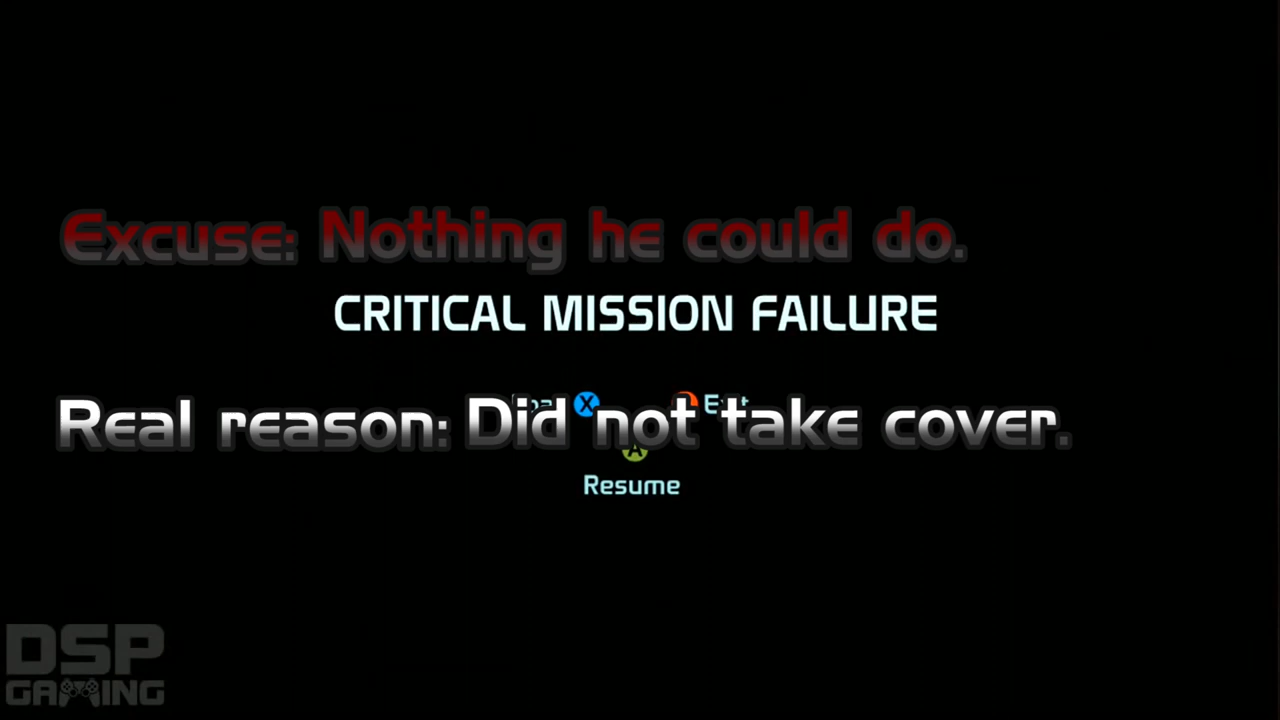 Excuse: Nothing he could do.
CRITICAL MISSION FAILURE
Real reason: Did not take cover.
X
A
Resume
DSP
GAMING